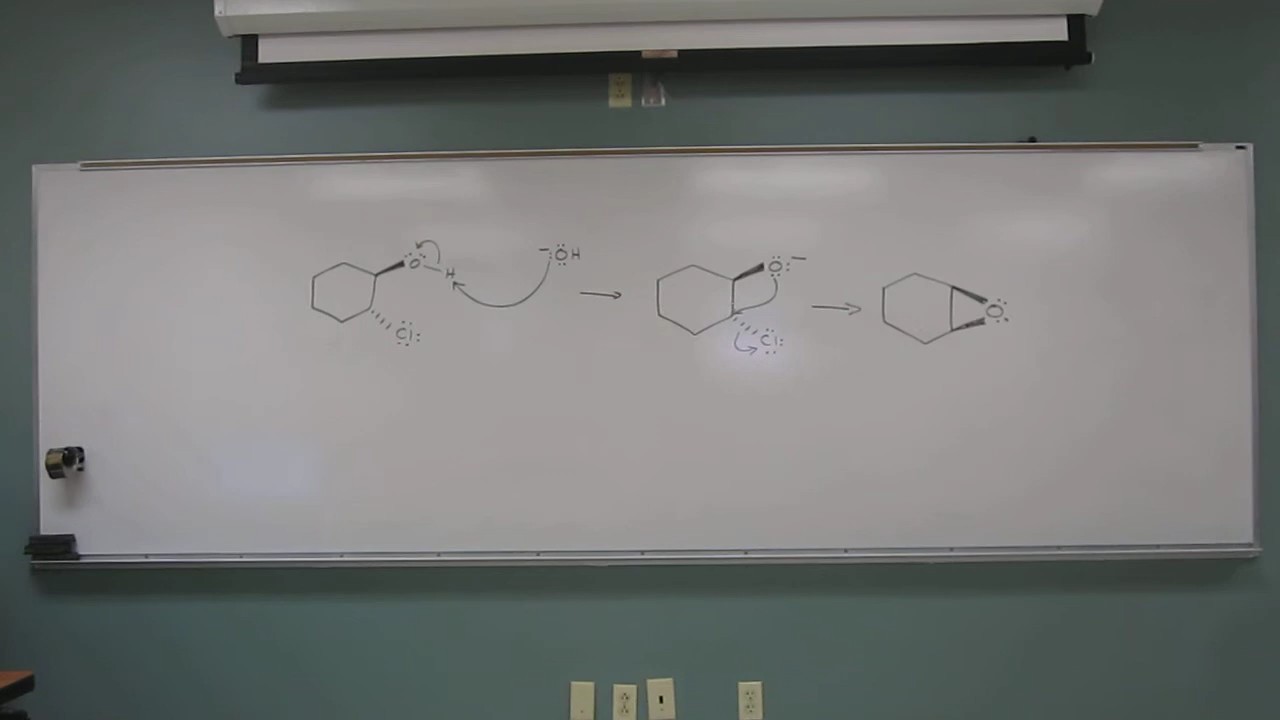 O–H ⁻:OH → O:⁻ → O
Cl: Cl: